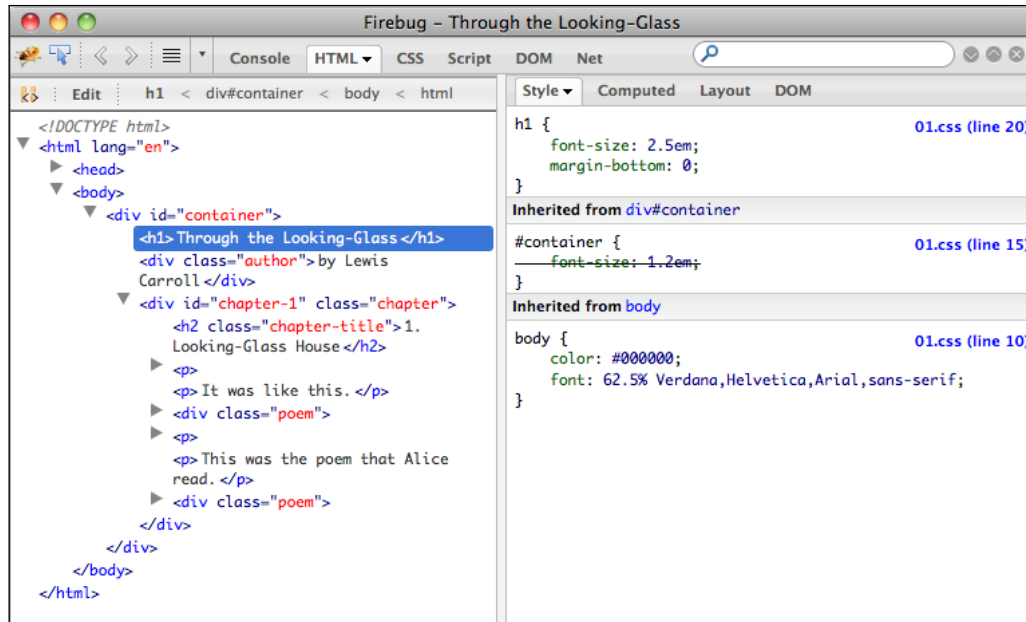 Firebug – Through the Looking-Glass
Console HTML CSS Script DOM Net
Edit h1 < div#container < body < html
<!DOCTYPE html>
<html lang="en">
<head>
<body>
<div id="container">
<h1>Through the Looking-Glass</h1>
<div class="author">by Lewis
Carroll</div>
<div id="chapter-1" class="chapter">
<h2 class="chapter-title">1.
Looking-Glass House</h2>
<p>
<p>It was like this.</p>
<div class="poem">
<p>
<p>This was the poem that Alice
read.</p>
<div class="poem">
</div>
</div>
</body>
</html>
Style Computed Layout DOM
h1 { 01.css (line 20)
font-size: 2.5em;
margin-bottom: 0;
}
Inherited from div#container
#container { 01.css (line 15)
font-size: 1.2em;
}
Inherited from body
body { 01.css (line 10)
color: #000000;
font: 62.5% Verdana,Helvetica,Arial,sans-serif;
}